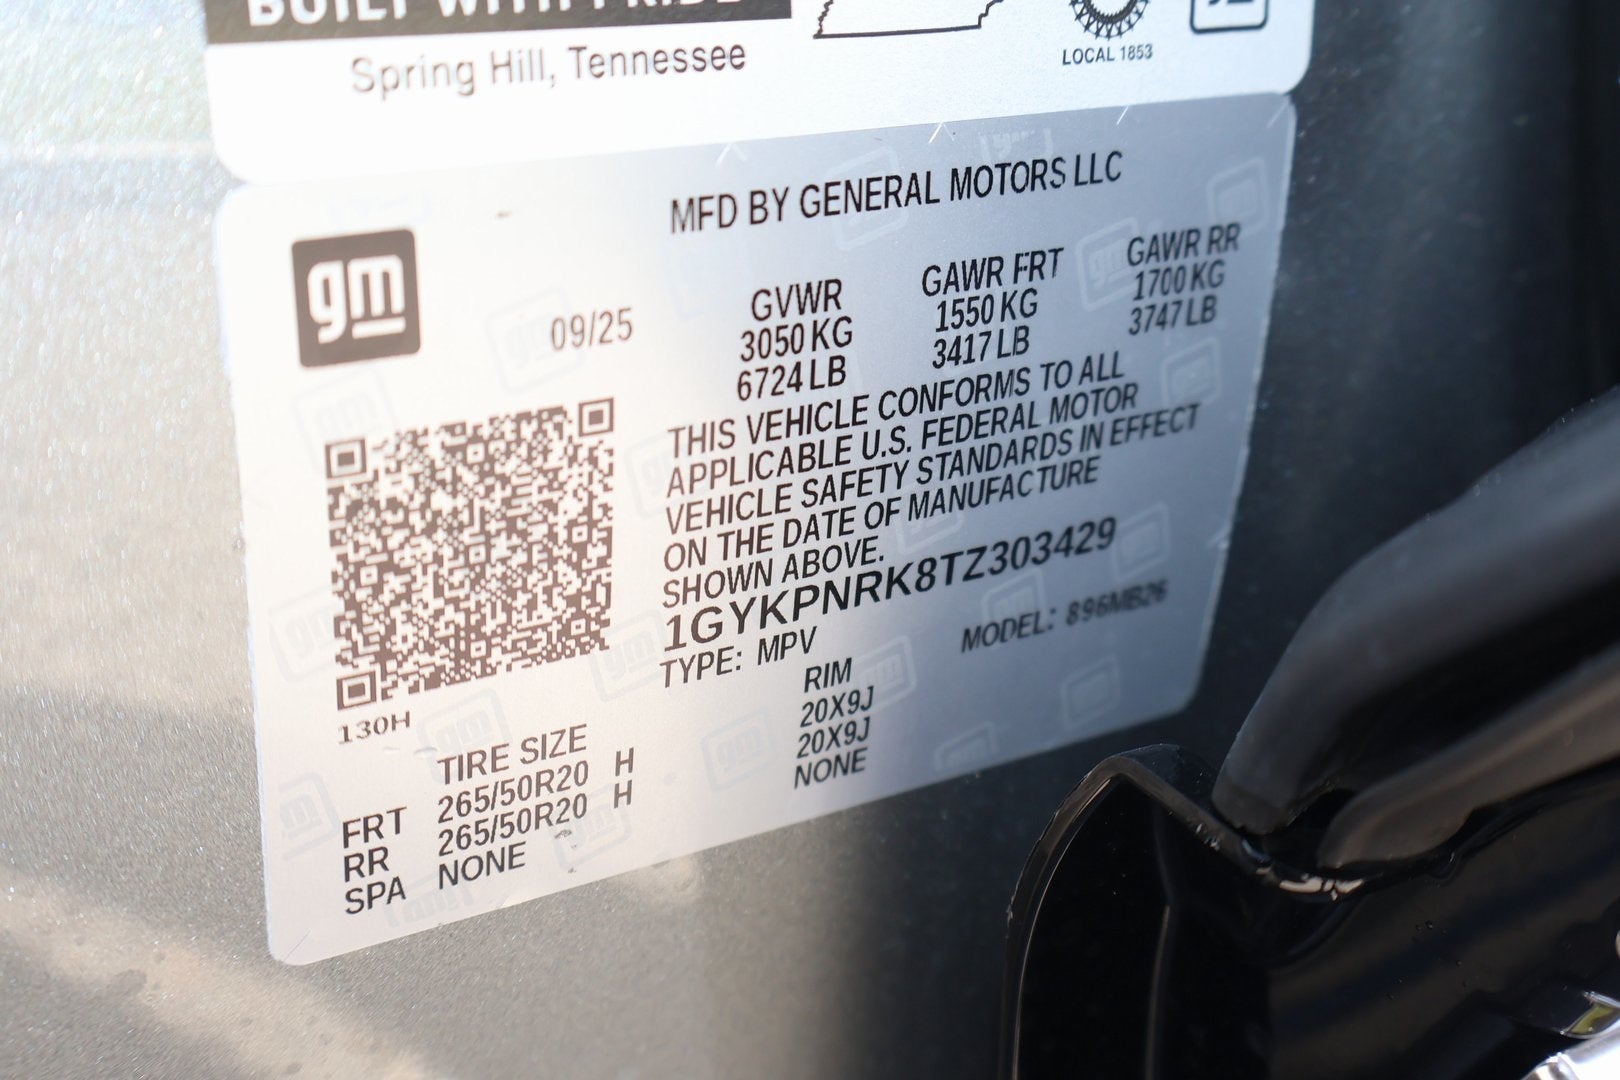 Spring Hill, Tennessee
LOCAL 1853
MFD BY GENERAL MOTORS LLC
gm
09/25
GVWR
3050 KG
6724 LB
GAWR FRT
1550 KG
3417 LB
GAWR RR
1700 KG
3747 LB
THIS VEHICLE CONFORMS TO ALL
APPLICABLE U.S. FEDERAL MOTOR
VEHICLE SAFETY STANDARDS IN EFFECT
ON THE DATE OF MANUFACTURE
SHOWN ABOVE.
1GYKPNRK8TZ303429
TYPE: MPV MODEL: 896MB26
130H
TIRE SIZE RIM
FRT 265/50R20 H 20X9J
RR 265/50R20 H 20X9J
SPA NONE NONE